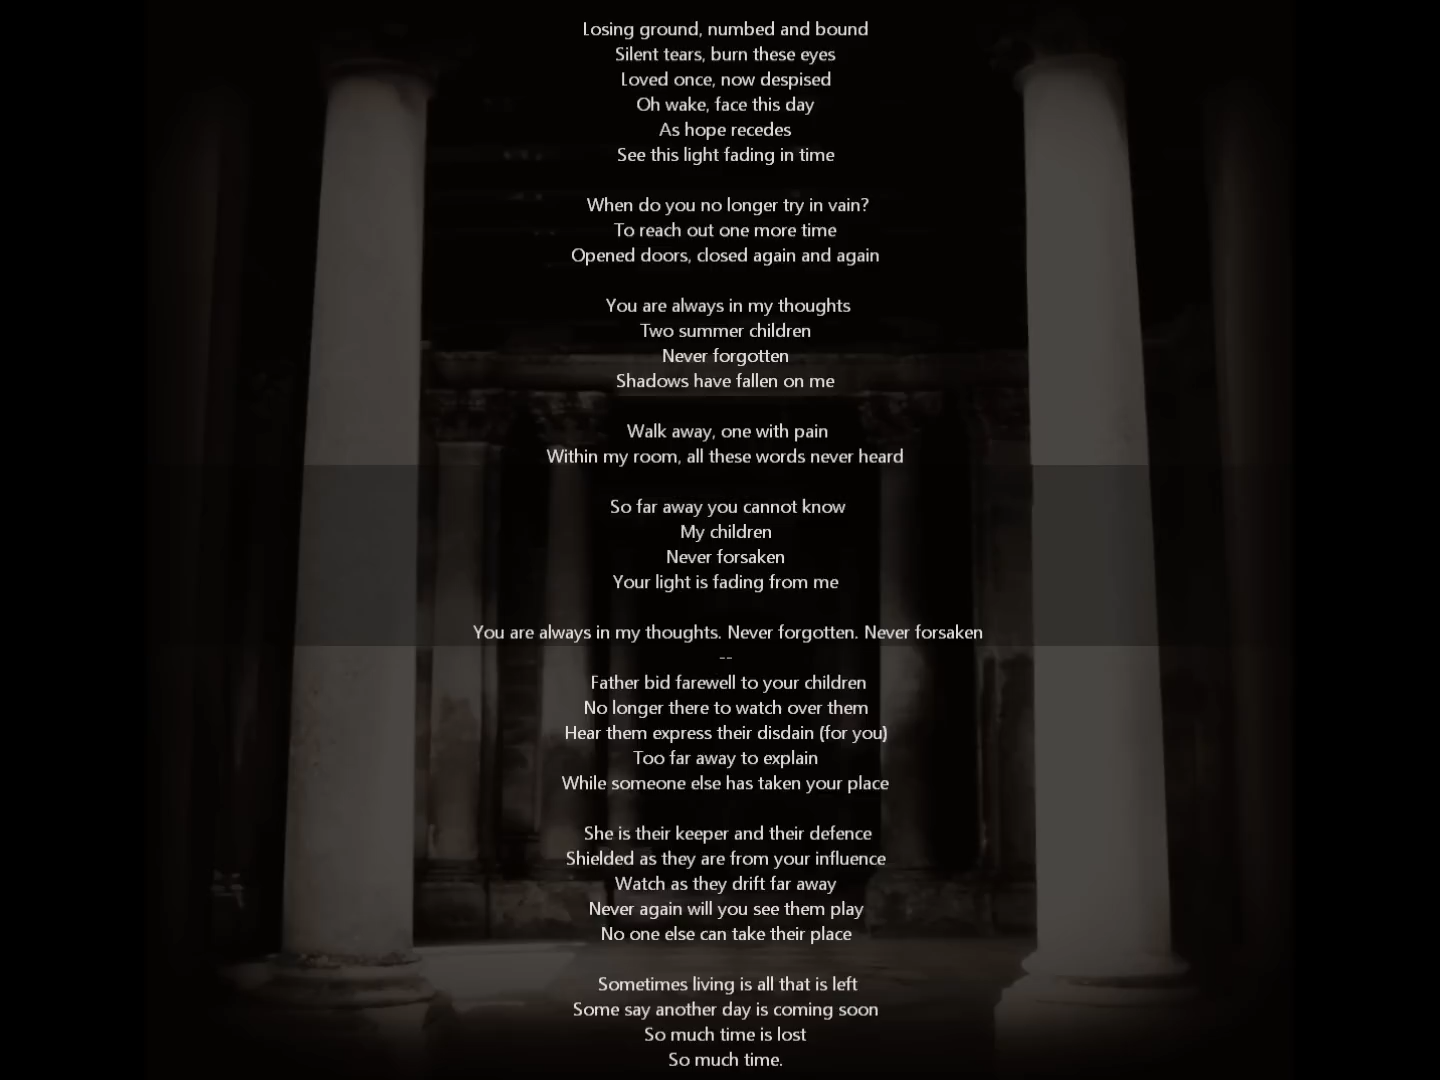 Losing ground, numbed and bound
Silent tears, burn these eyes
Loved once, now despised
Oh wake, face this day
As hope recedes
See this light fading in time
When do you no longer try in vain?
To reach out one more time
Opened doors, closed again and again
You are always in my thoughts
Two summer children
Never forgotten
Shadows have fallen on me
Walk away, one with pain
Within my room, all these words never heard
So far away you cannot know
My children
Never forsaken
Your light is fading from me
You are always in my thoughts. Never forgotten. Never forsaken
--
Father bid farewell to your children
No longer there to watch over them
Hear them express their disdain (for you)
Too far away to explain
While someone else has taken your place
She is their keeper and their defence
Shielded as they are from your influence
Watch as they drift far away
Never again will you see them play
No one else can take their place
Sometimes living is all that is left
Some say another day is coming soon
So much time is lost
So much time.